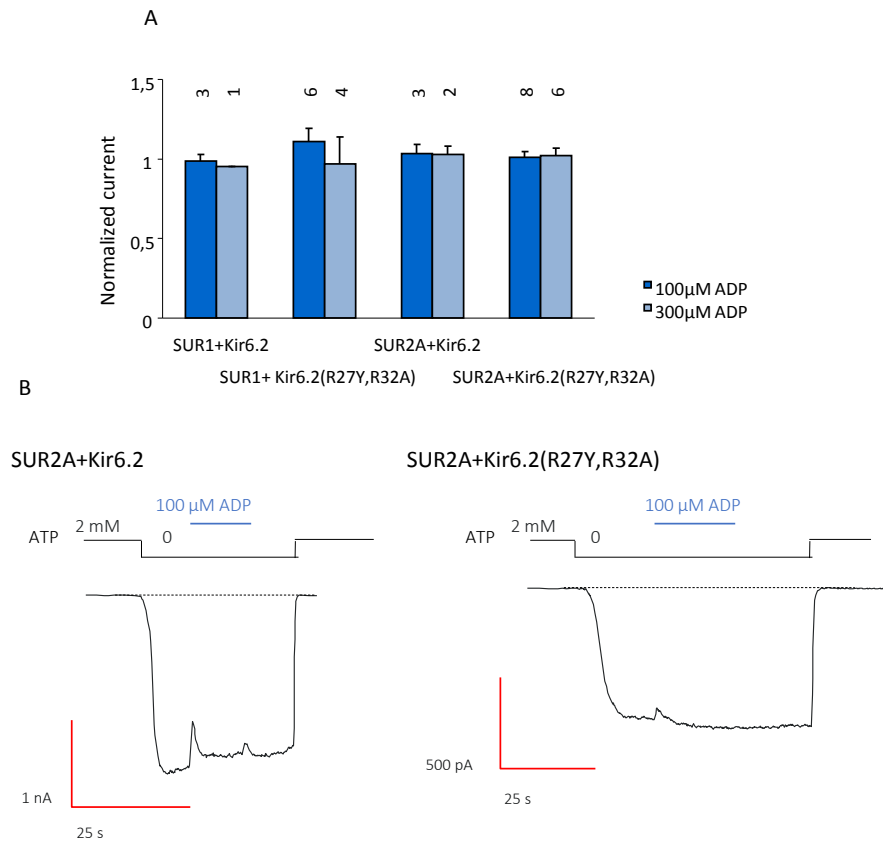 A
1,5
1
0,5
0
Normalized current
3 1 6 4 3 2 8 6
100µM ADP
300µM ADP
SUR1+Kir6.2 SUR2A+Kir6.2
SUR1+ Kir6.2(R27Y,R32A) SUR2A+Kir6.2(R27Y,R32A)
B
SUR2A+Kir6.2
100 µM ADP
2 mM
ATP 0
1 nA
25 s
SUR2A+Kir6.2(R27Y,R32A)
100 µM ADP
2 mM
ATP 0
500 pA
25 s